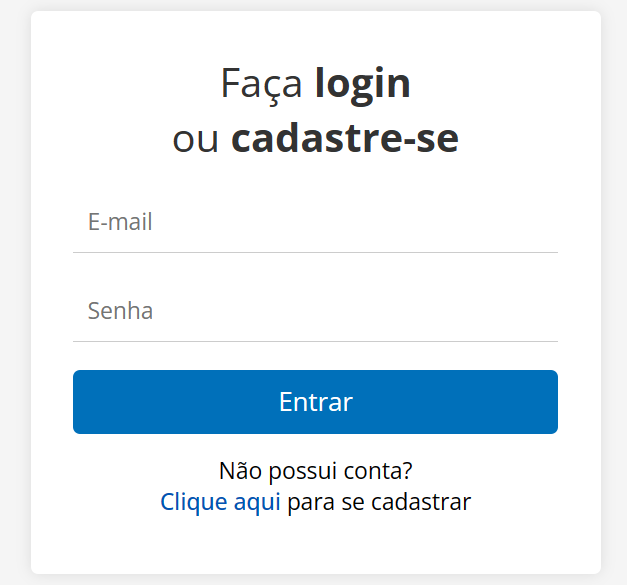 Faça login
ou cadastre-se
E-mail
Senha
Entrar
Não possui conta?
Clique aqui para se cadastrar